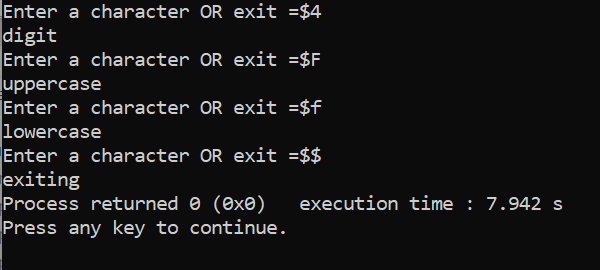 Enter a character OR exit =$4
digit
Enter a character OR exit =$F
uppercase
Enter a character OR exit =$f
lowercase
Enter a character OR exit =$$
exiting
Process returned 0 (0x0)   execution time : 7.942 s
Press any key to continue.